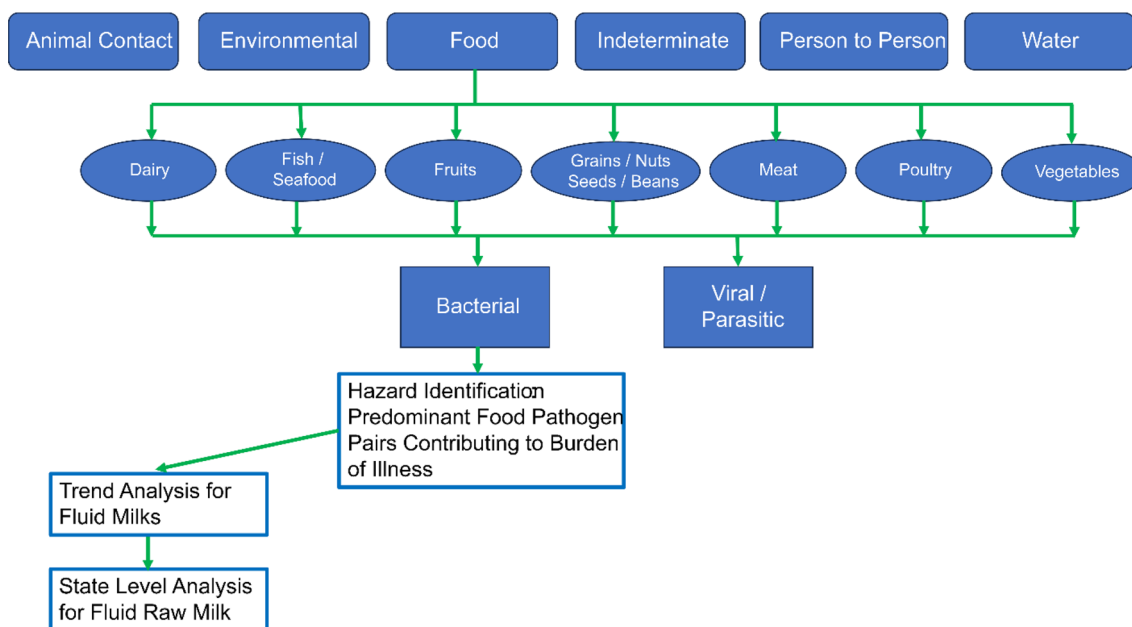 Animal Contact
Environmental
Food
Indeterminate
Person to Person
Water
Dairy
Fish /
Seafood
Fruits
Grains / Nuts
Seeds / Beans
Meat
Poultry
Vegetables
Bacterial
Viral /
Parasitic
Hazard Identification
Predominant Food Pathogen
Pairs Contributing to Burden
of Illness
Trend Analysis for
Fluid Milks
State Level Analysis
for Fluid Raw Milk